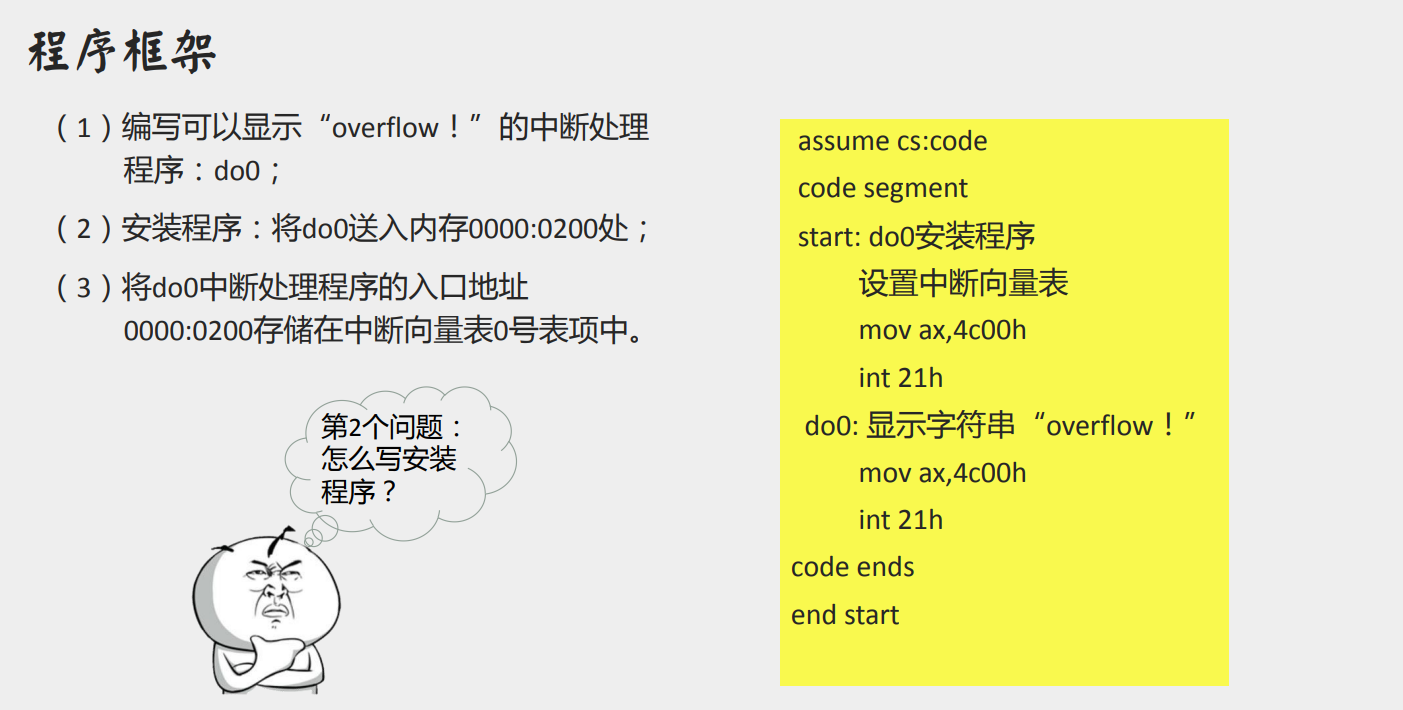 程序框架
（1）编写可以显示“overflow！”的中断处理
程序：do0；
（2）安装程序：将do0送入内存0000:0200处；
（3）将do0中断处理程序的入口地址
0000:0200存储在中断向量表0号表项中。
第2个问题：
怎么写安装
程序？
assume cs:code
code segment
start: do0安装程序
设置中断向量表
mov ax,4c00h
int 21h
do0: 显示字符串“overflow！”
mov ax,4c00h
int 21h
code ends
end start